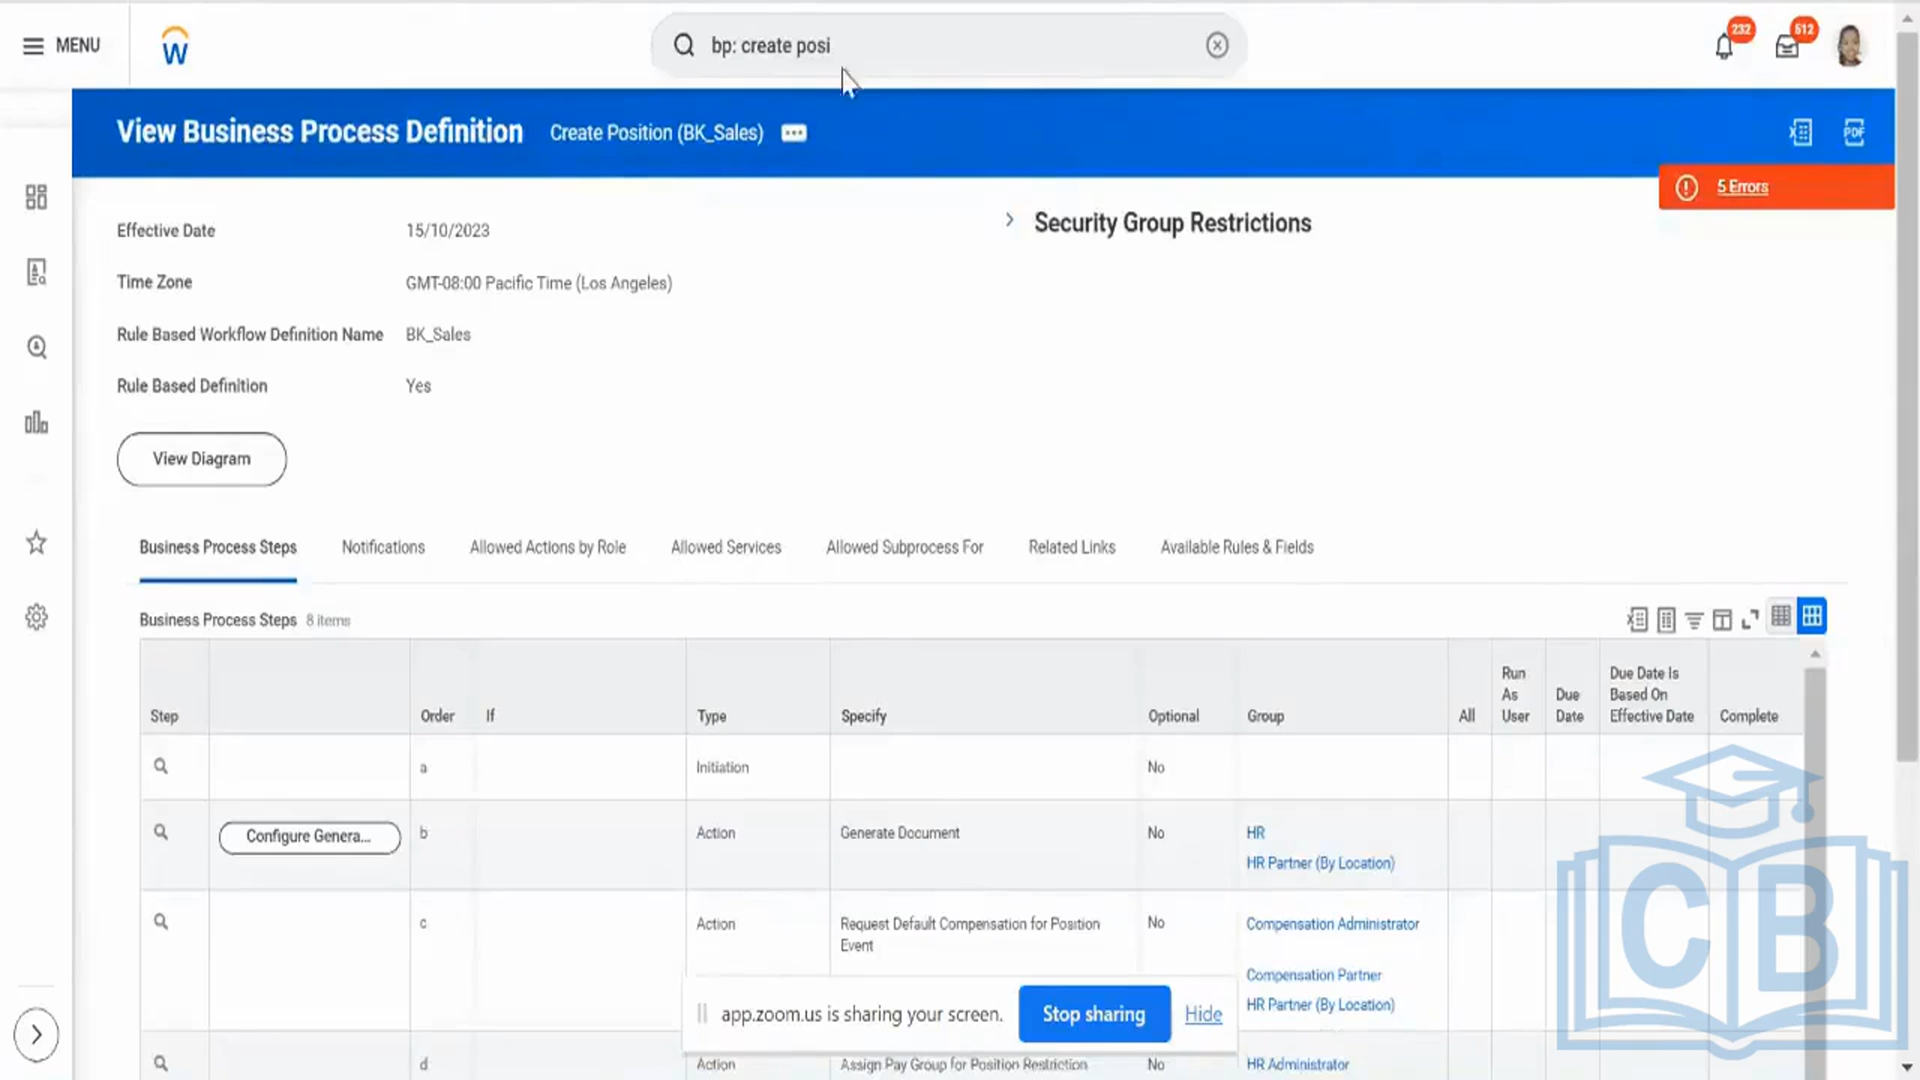 MENU
bp: create posi
232
512
View Business Process Definition
Create Position (BK_Sales)
PDF
5 Errors
Effective Date
15/10/2023
Security Group Restrictions
Time Zone
GMT-08:00 Pacific Time (Los Angeles)
Rule Based Workflow Definition Name
BK_Sales
Rule Based Definition
Yes
View Diagram
Business Process Steps
Notifications
Allowed Actions by Role
Allowed Services
Allowed Subprocess For
Related Links
Available Rules & Fields
Business Process Steps 8 items
Step
Order
If
Type
Specify
Optional
Group
All
Run As User
Due Date
Due Date Is Based On Effective Date
Complete
a
Initiation
No
Configure Genera...
b
Action
Generate Document
No
HR
HR Partner (By Location)
c
Action
Request Default Compensation for Position
Event
No
Compensation Administrator
Compensation Partner
HR Partner (By Location)
app.zoom.us is sharing your screen.
Stop sharing
Hide
d
Action
Assign Pay Group for Position Restriction
No
HR Administrator
CB